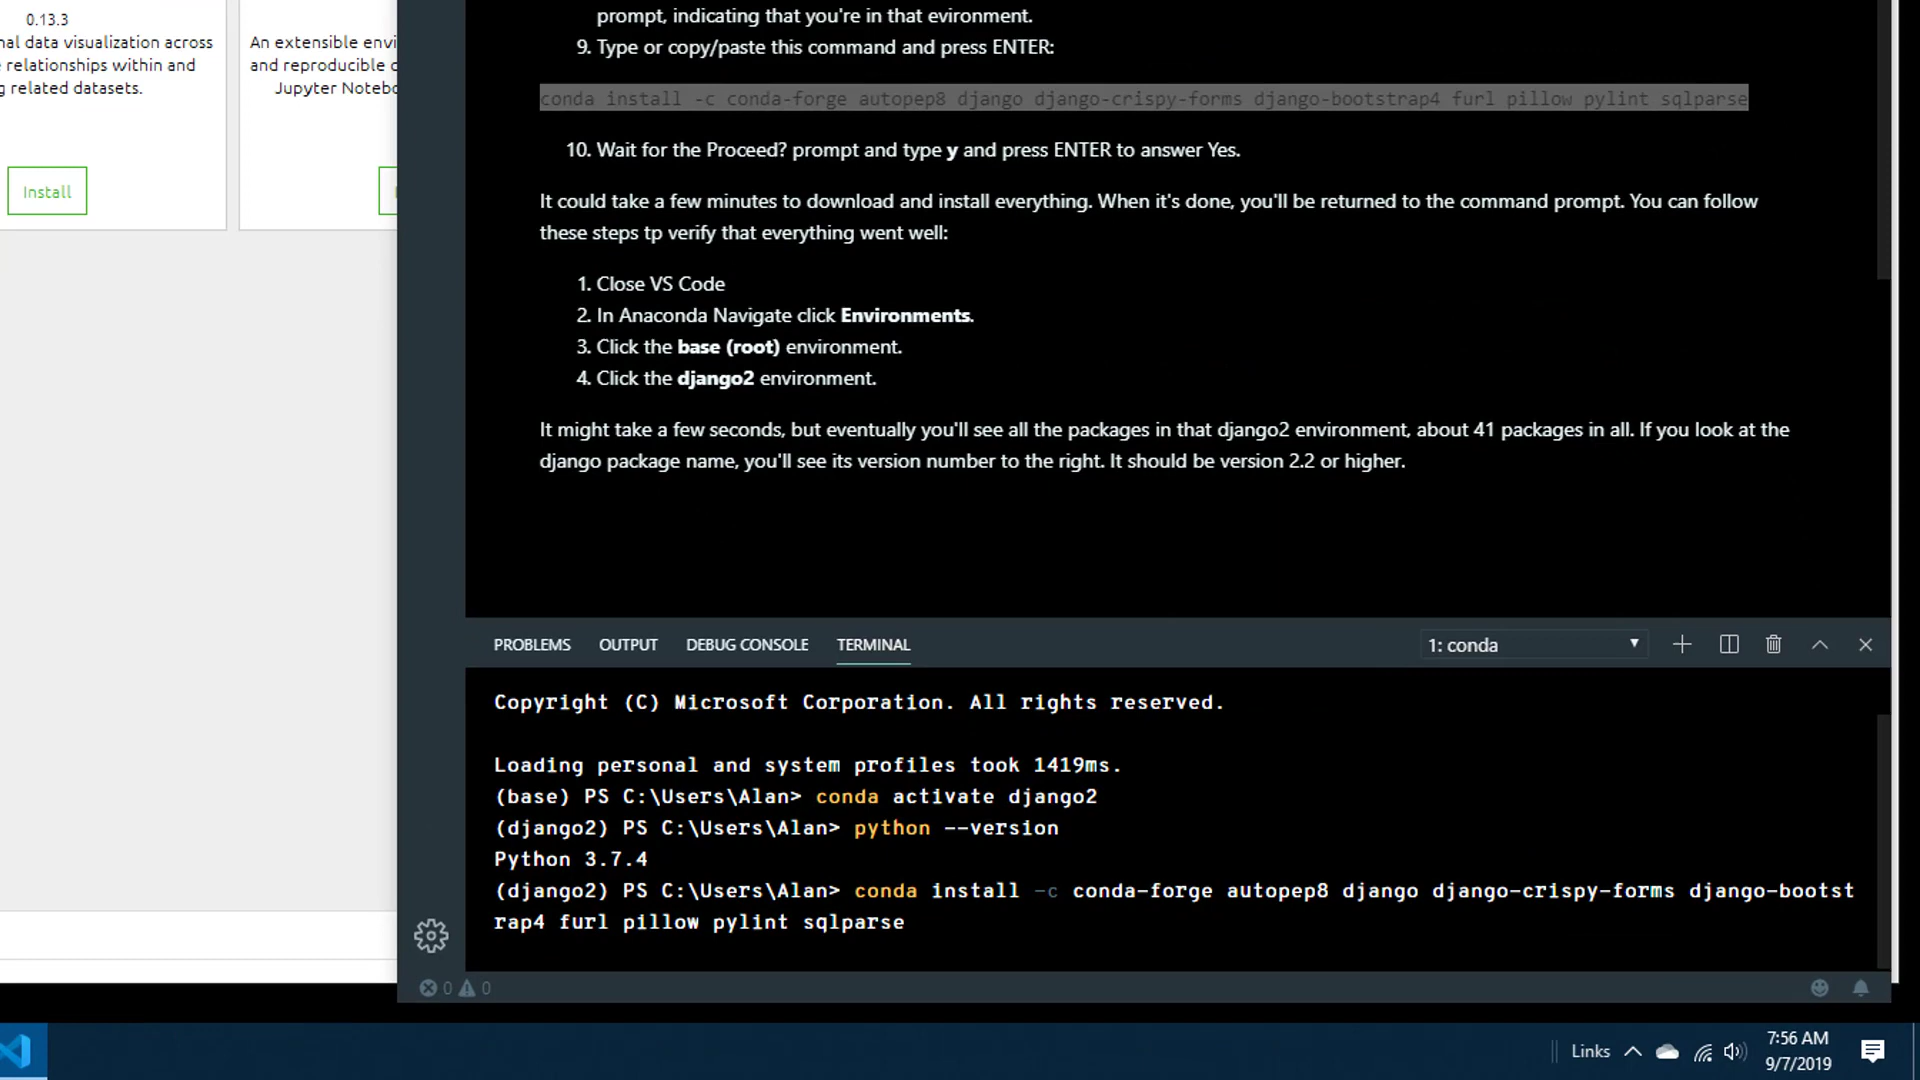 0.13.3
nal data visualization across
relationships within and
g related datasets.
An extensible envi
and reproducible c
Jupyter Notebo
Install
prompt, indicating that you're in that evironment.
9. Type or copy/paste this command and press ENTER:
conda install -c conda-forge autopep8 django django-crispy-forms django-bootstrap4 furl pillow pylint sqlparse
10. Wait for the Proceed? prompt and type y and press ENTER to answer Yes.
It could take a few minutes to download and install everything. When it's done, you'll be returned to the command prompt. You can follow
these steps tp verify that everything went well:
1. Close VS Code
2. In Anaconda Navigate click Environments.
3. Click the base (root) environment.
4. Click the django2 environment.
It might take a few seconds, but eventually you'll see all the packages in that django2 environment, about 41 packages in all. If you look at the
django package name, you'll see its version number to the right. It should be version 2.2 or higher.
PROBLEMS OUTPUT DEBUG CONSOLE TERMINAL 1: conda
Copyright (C) Microsoft Corporation. All rights reserved.
Loading personal and system profiles took 1419ms.
(base) PS C:\Users\Alan> conda activate django2
(django2) PS C:\Users\Alan> python --version
Python 3.7.4
(django2) PS C:\Users\Alan> conda install -c conda-forge autopep8 django django-crispy-forms django-bootst
rap4 furl pillow pylint sqlparse
0 0
Links
7:56 AM
9/7/2019